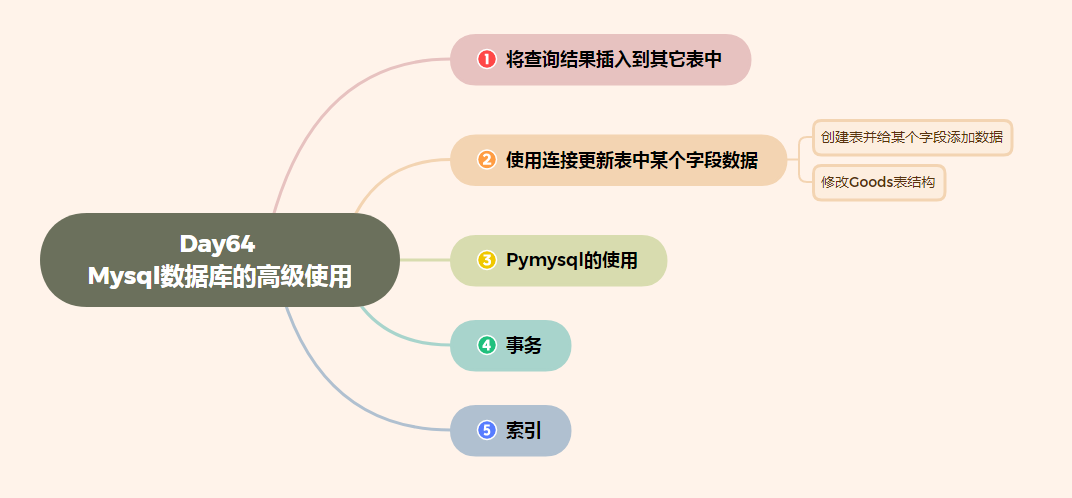 Day64
Mysql数据库的高级使用
1 将查询结果插入到其它表中
2 使用连接更新表中某个字段数据
创建表并给某个字段添加数据
修改Goods表结构
3 Pymysql的使用
4 事务
5 索引